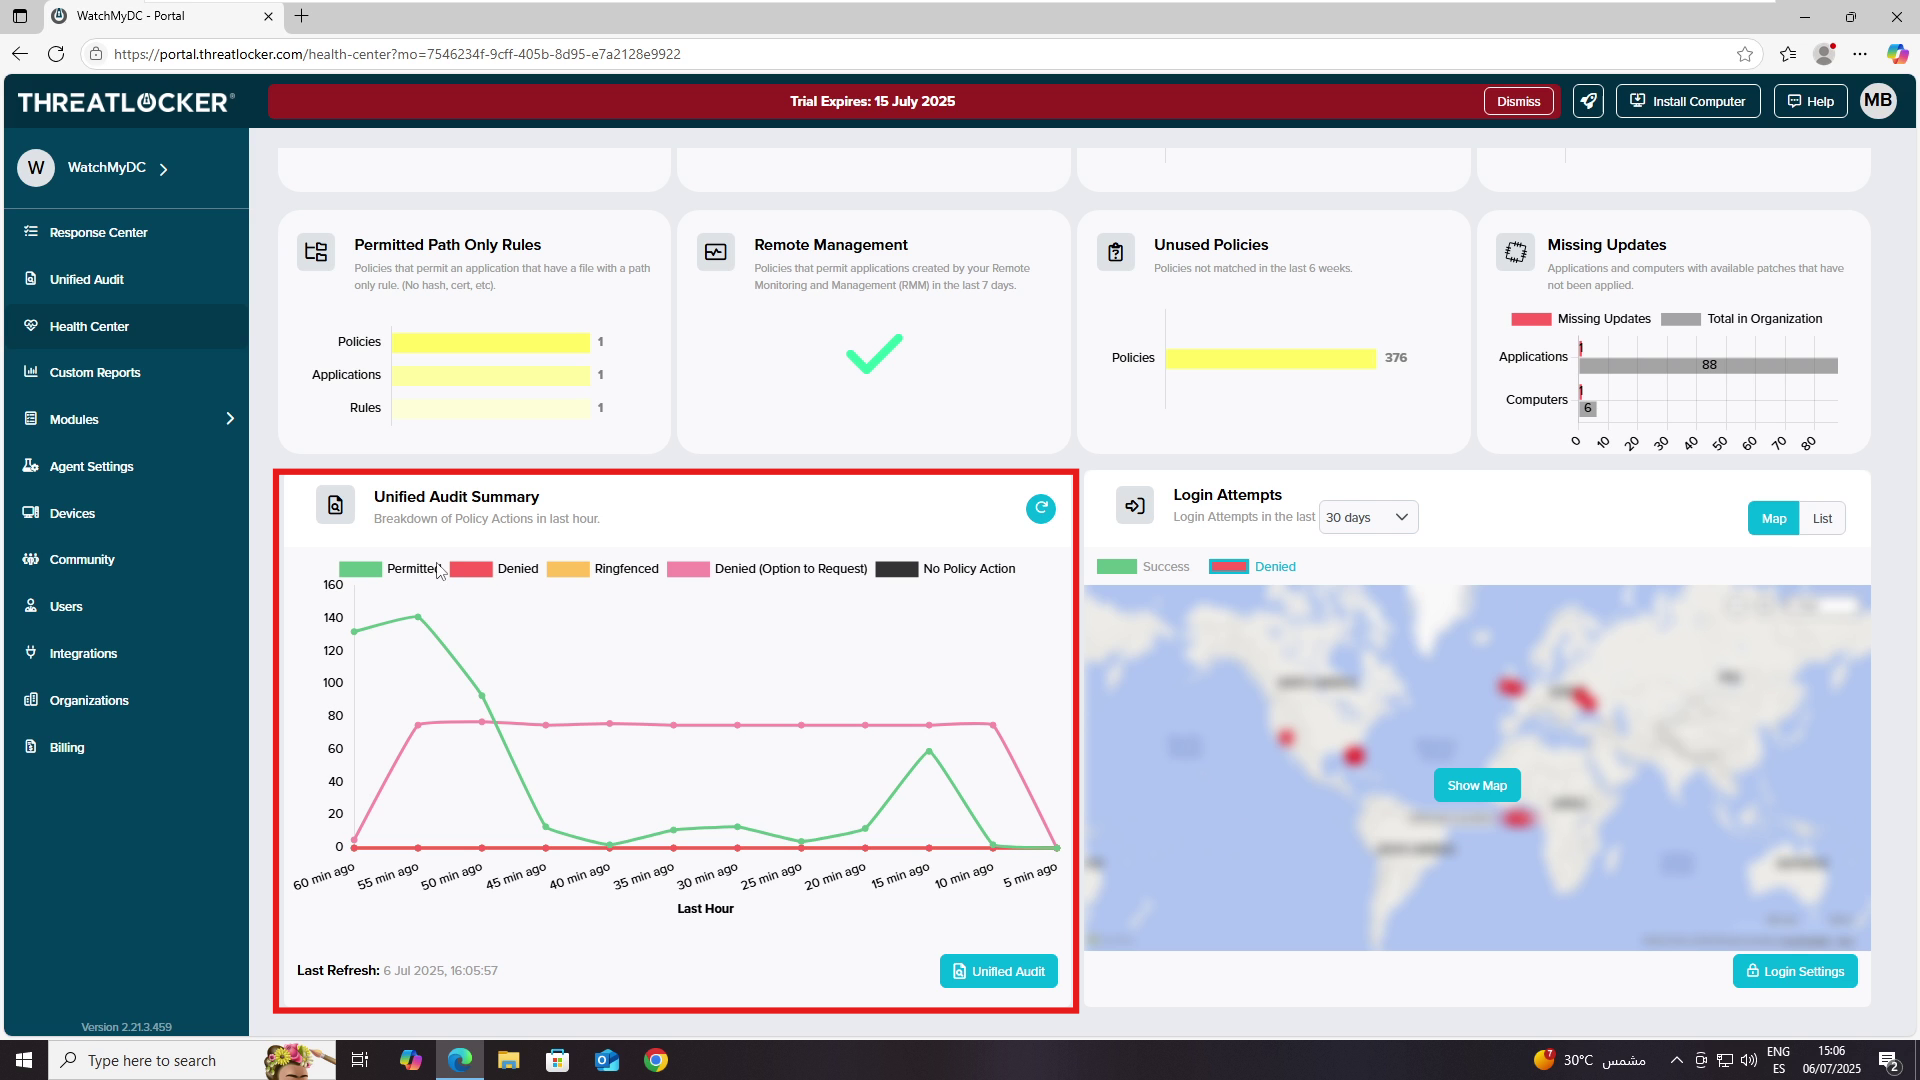 WatchMyDC - Portal
https://portal.threatlocker.com/health-center?mo=7546234f-9cff-405b-8d95-e7a2128e9922
THREATLOCKER
Trial Expires: 15 July 2025
Dismiss
Install Computer
Help
MB
W
WatchMyDC
Response Center
Unified Audit
Health Center
Custom Reports
Modules
Agent Settings
Devices
Community
Users
Integrations
Organizations
Billing
Version 2.21.3.459
Permitted Path Only Rules
Policies that permit an application that have a file with a path
only rule. (No hash, cert, etc).
Policies 1
Applications 1
Rules 1
Remote Management
Policies that permit applications created by your Remote
Monitoring and Management (RMM) in the last 7 days.
Unused Policies
Policies not matched in the last 6 weeks.
Policies 376
Missing Updates
Applications and computers with available patches that have
not been applied.
Missing Updates Total in Organization
Applications 1 88
Computers 1 6
0 10 20 30 40 50 60 70 80
Unified Audit Summary
Breakdown of Policy Actions in last hour.
Permitted Denied Ringfenced Denied (Option to Request) No Policy Action
160
140
120
100
80
60
40
20
0
60 min ago 55 min ago 50 min ago 45 min ago 40 min ago 35 min ago 30 min ago 25 min ago 20 min ago 15 min ago 10 min ago 5 min ago
Last Hour
Last Refresh: 6 Jul 2025, 16:05:57
Unified Audit
Login Attempts
Login Attempts in the last 30 days
Map List
Success Denied
Show Map
Login Settings
Type here to search
30°C مشمس
ENG
ES
15:06
06/07/2025
2
7